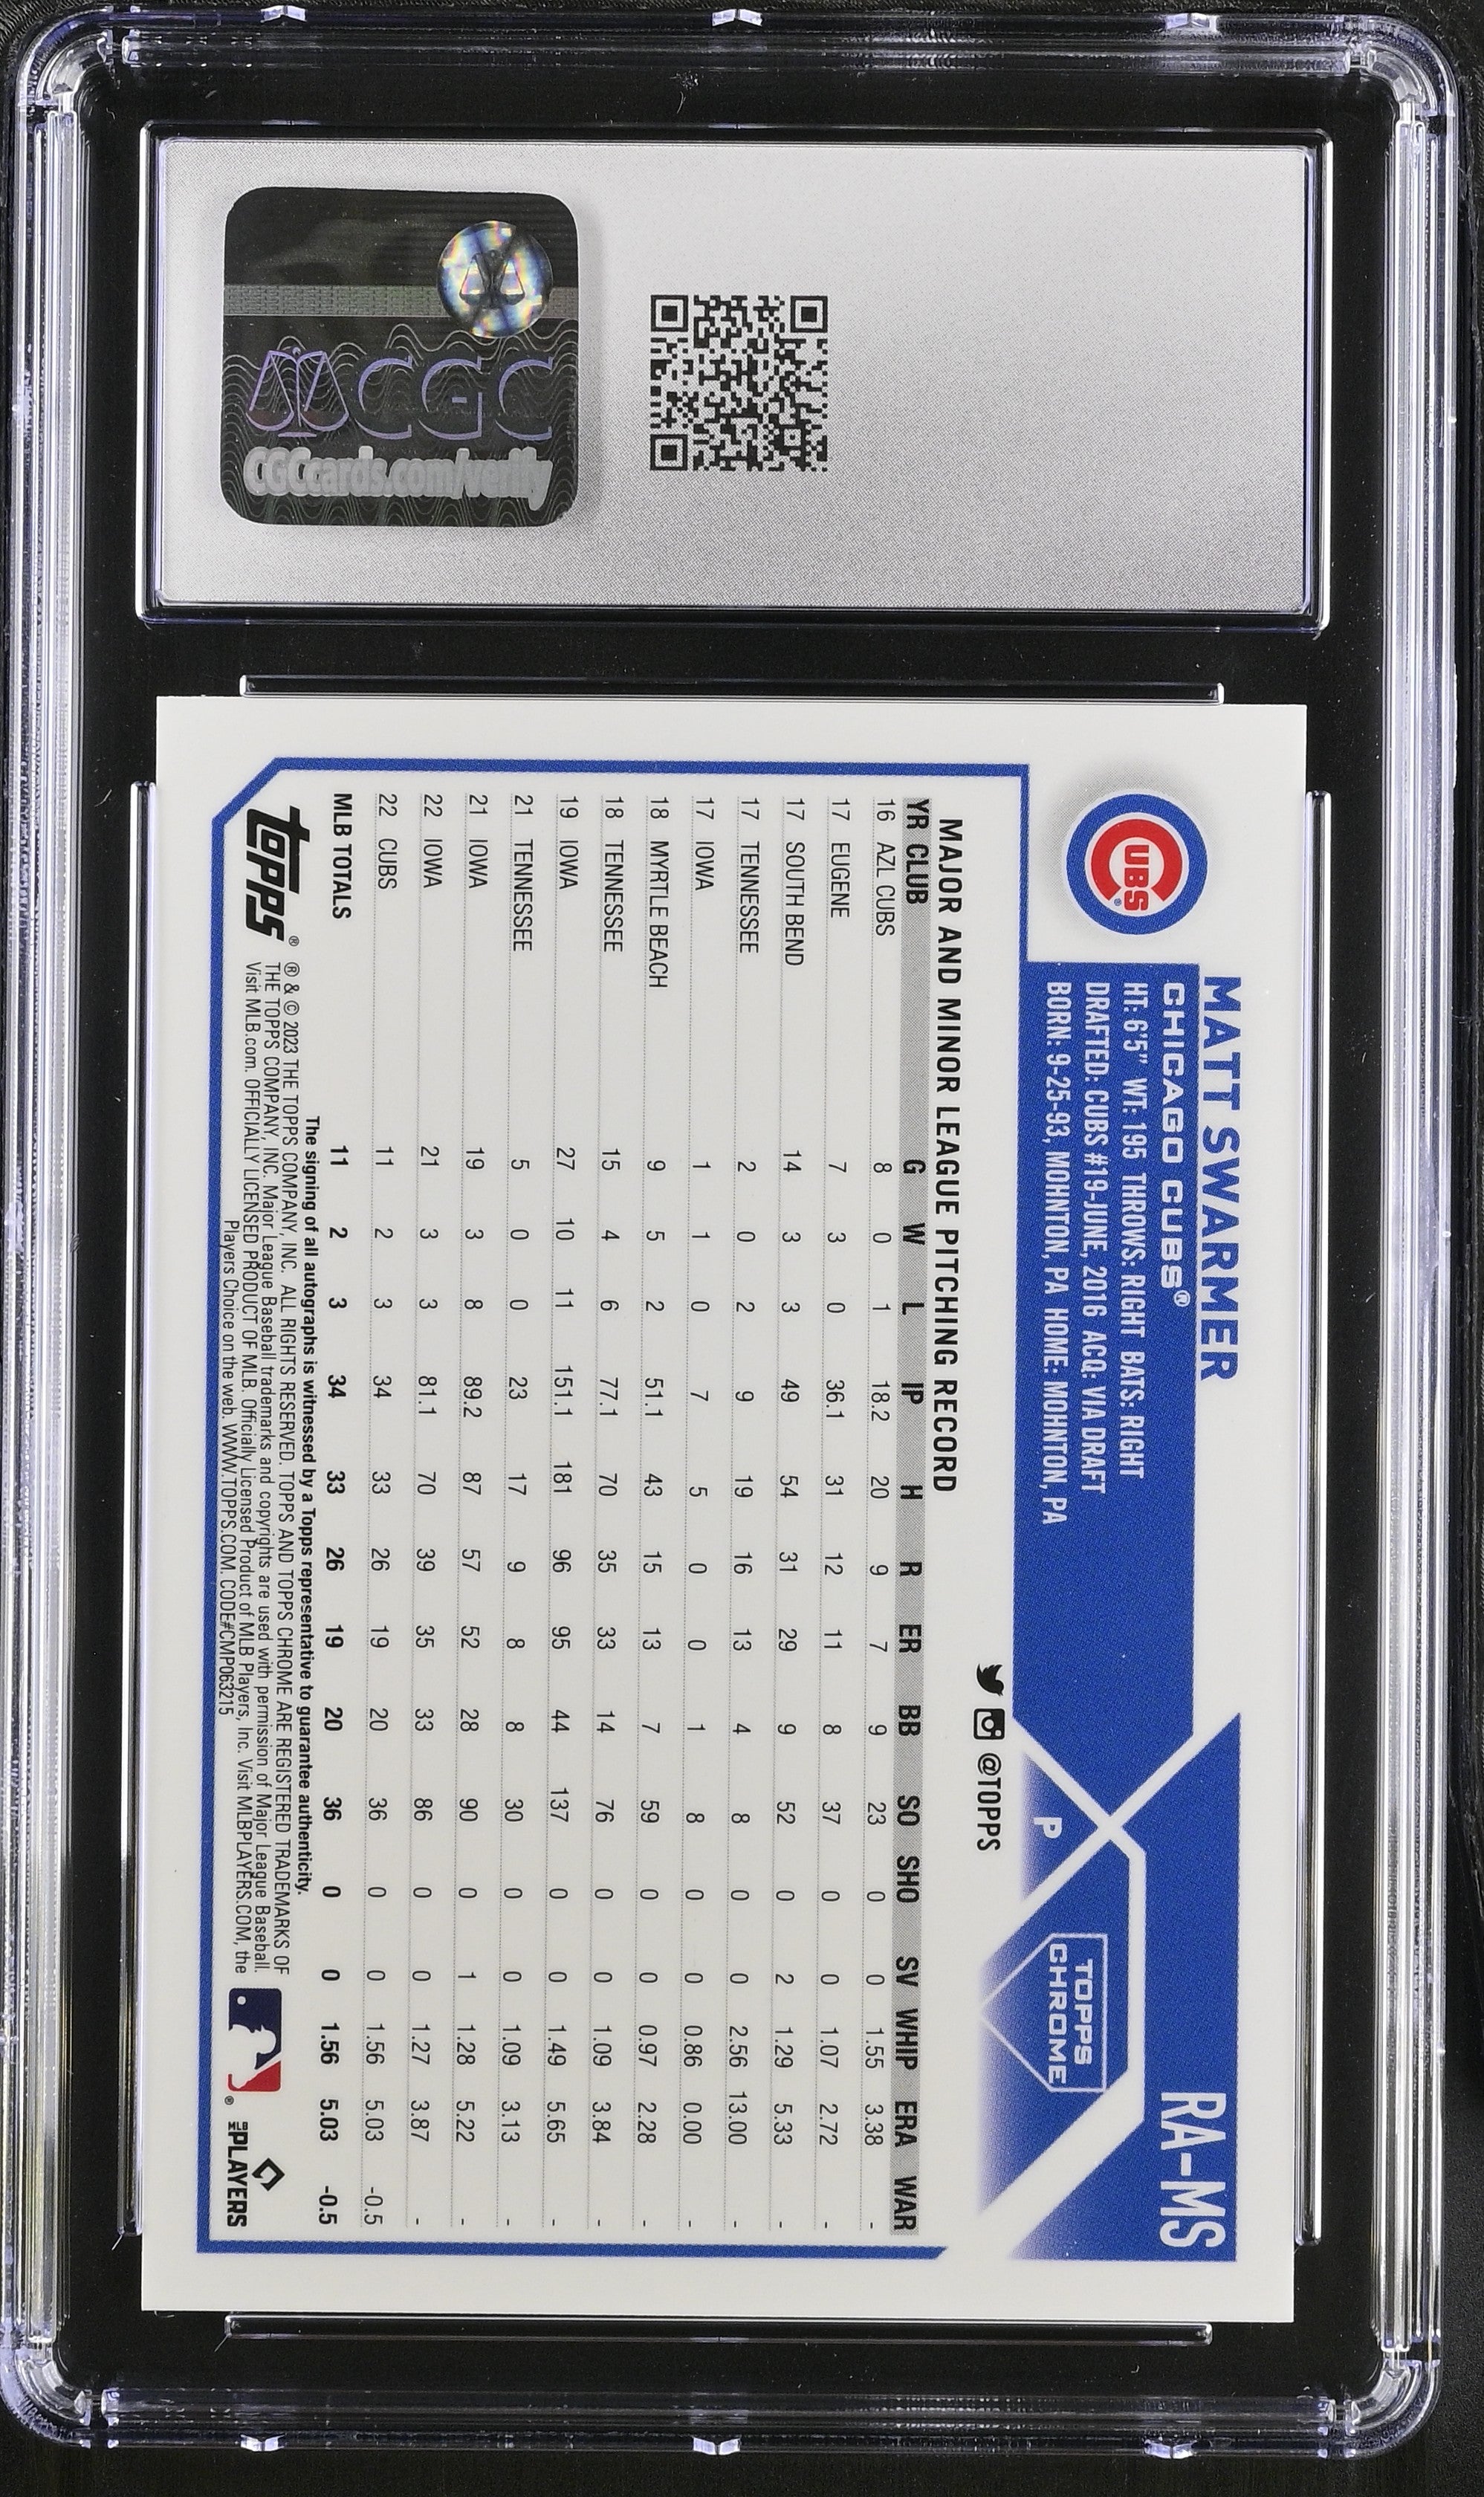 CGC
CGCcards.com/verify
CUBS®
MATT SWARMER
CHICAGO CUBS®
HT: 6'5" WT: 195 THROWS: RIGHT BATS: RIGHT
DRAFTED: CUBS #19-JUNE, 2016 ACQ: VIA DRAFT
BORN: 9-25-93, MOHNTON, PA HOME: MOHNTON, PA
RA-MS
TOPPS
CHROME
P
@TOPPS
MAJOR AND MINOR LEAGUE PITCHING RECORD
YR CLUB G W L IP H R ER BB SO SHO SV WHIP ERA WAR
16 AZL CUBS 8 0 1 18.2 20 9 7 9 23 0 0 1.55 3.38 -
17 EUGENE 7 3 0 36.1 31 12 11 8 37 0 0 1.07 2.72 -
17 SOUTH BEND 14 3 3 49 54 31 29 9 52 0 2 1.29 5.33 -
17 TENNESSEE 2 0 2 9 19 16 13 4 8 0 0 2.56 13.00 -
17 IOWA 1 1 0 7 5 0 0 1 8 0 0 0.86 0.00 -
18 MYRTLE BEACH 9 5 2 51.1 43 15 13 7 59 0 0 0.97 2.28 -
18 TENNESSEE 15 4 6 77.1 70 35 33 14 76 0 0 1.09 3.84 -
19 IOWA 27 10 11 151.1 181 96 95 44 137 0 0 1.49 5.65 -
21 TENNESSEE 5 0 0 23 17 9 8 8 30 0 0 1.09 3.13 -
21 IOWA 19 3 8 89.2 87 57 52 28 90 0 1 1.28 5.22 -
22 IOWA 21 3 3 81.1 70 39 35 33 86 0 0 1.27 3.87 -
22 CUBS 11 2 3 34 33 26 19 20 36 0 0 1.56 5.03 -0.5
MLB TOTALS 11 2 3 34 33 26 19 20 36 0 0 1.56 5.03 -0.5
The signing of all autographs is witnessed by a Topps representative to guarantee authenticity.
topps®
® & © 2023 THE TOPPS COMPANY, INC. ALL RIGHTS RESERVED. TOPPS AND TOPPS CHROME ARE REGISTERED TRADEMARKS OF
THE TOPPS COMPANY, INC. Major League Baseball trademarks and copyrights are used with permission of Major League Baseball.
Visit MLB.com. OFFICIALLY LICENSED PRODUCT OF MLB. Officially Licensed Product of MLB Players, Inc. Visit MLBPLAYERS.COM, the
Players Choice on the web. WWW.TOPPS.COM. CODE#CMP063215
®
MLB PLAYERS